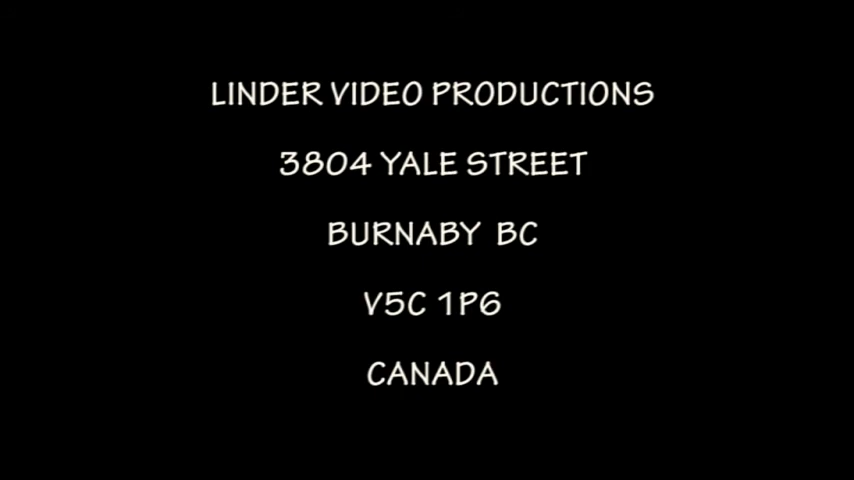 LINDER VIDEO PRODUCTIONS
3804 YALE STREET
BURNABY BC
V5C 1P6
CANADA